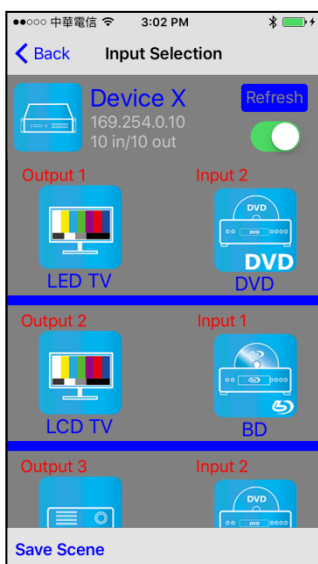 中華電信 3:02 PM
Back Input Selection
Device X Refresh
169.254.0.10
10 in/10 out
Output 1 Input 2
DVD
DVD
LED TV DVD
Output 2 Input 1
LCD TV BD
Output 3 Input 2
DVD
Save Scene